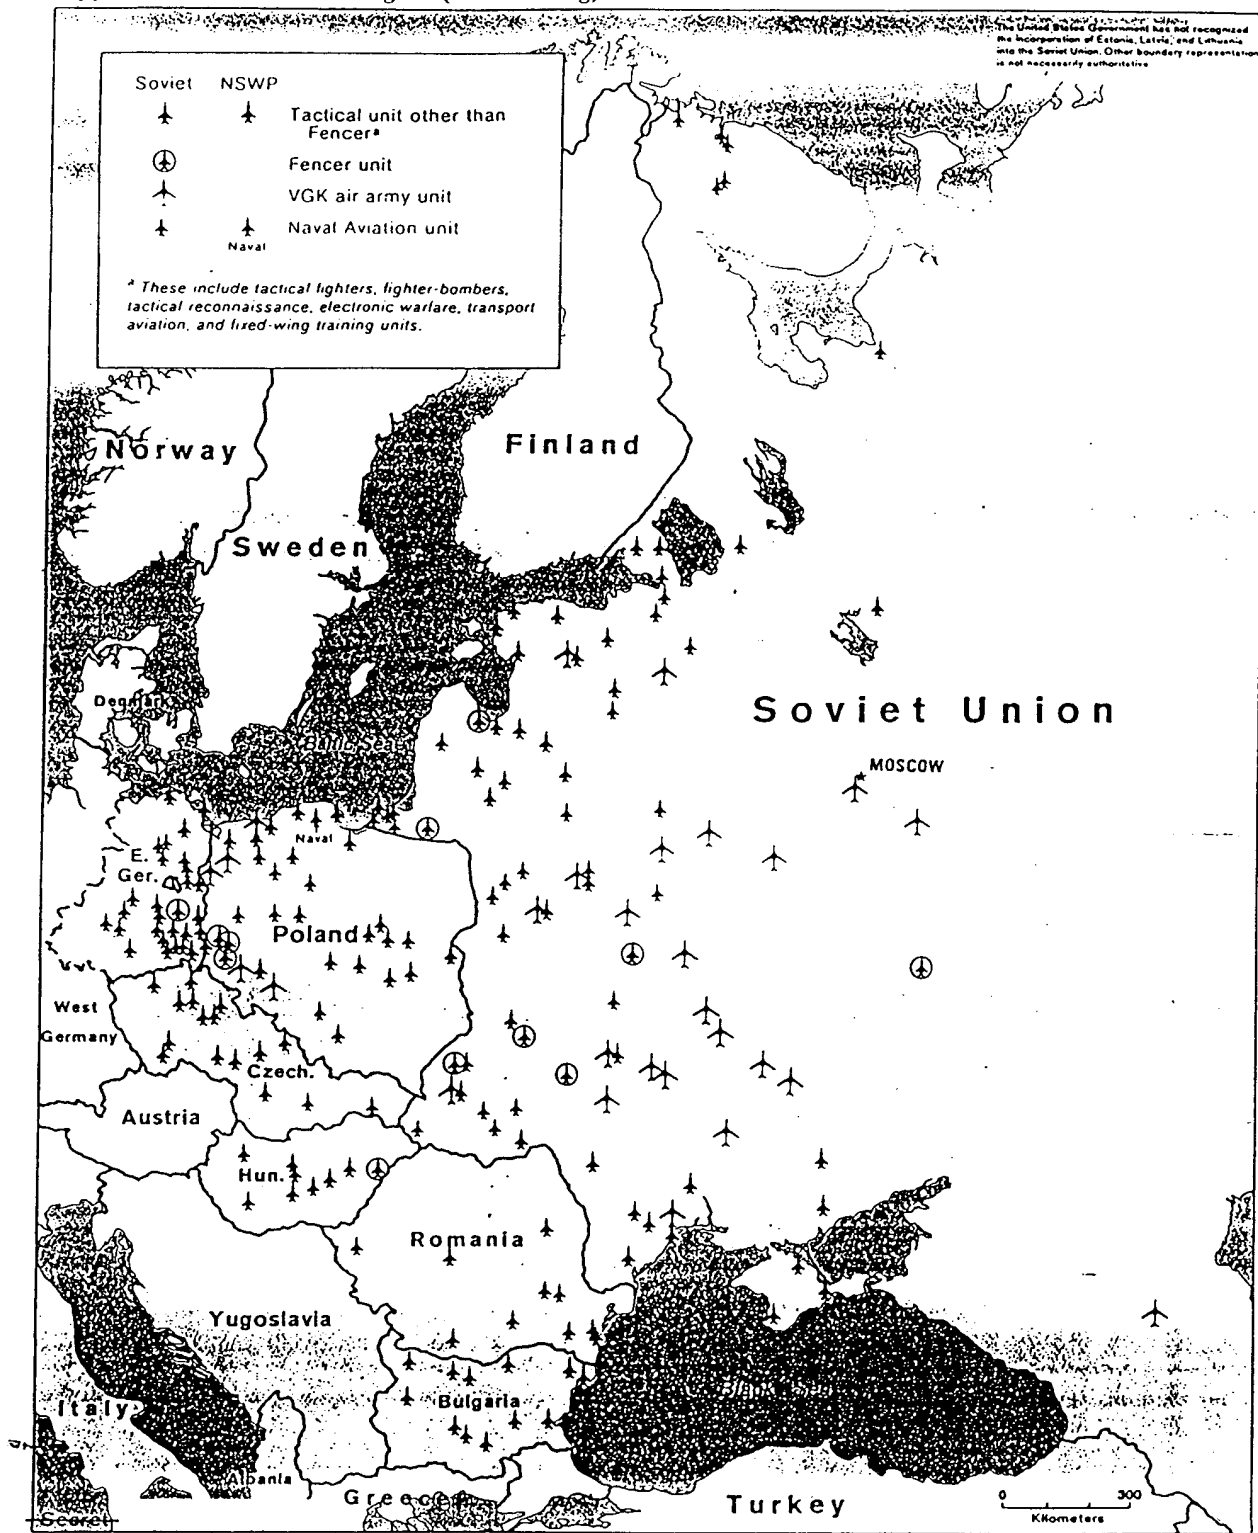 The United States Government has not recognized
the incorporation of Estonia, Latvia, and Lithuania
into the Soviet Union. Other boundary representation
is not necessarily authoritative
Soviet NSWP
Tactical unit other than
Fencerª
Fencer unit
VGK air army unit
Naval Aviation unit
Naval
ª These include tactical fighters, fighter-bombers,
tactical reconnaissance, electronic warfare, transport
aviation, and fixed-wing training units.
Norway
Finland
Sweden
Denmark
Soviet Union
Baltic Sea
MOSCOW
Naval
E.
Ger.
Poland
West
Germany
Czech.
Austria
Hun.
Romania
Yugoslavia
Italy
Bulgaria
Black Sea
Albania
Greece
Turkey
0 300
Kilometers
Secret